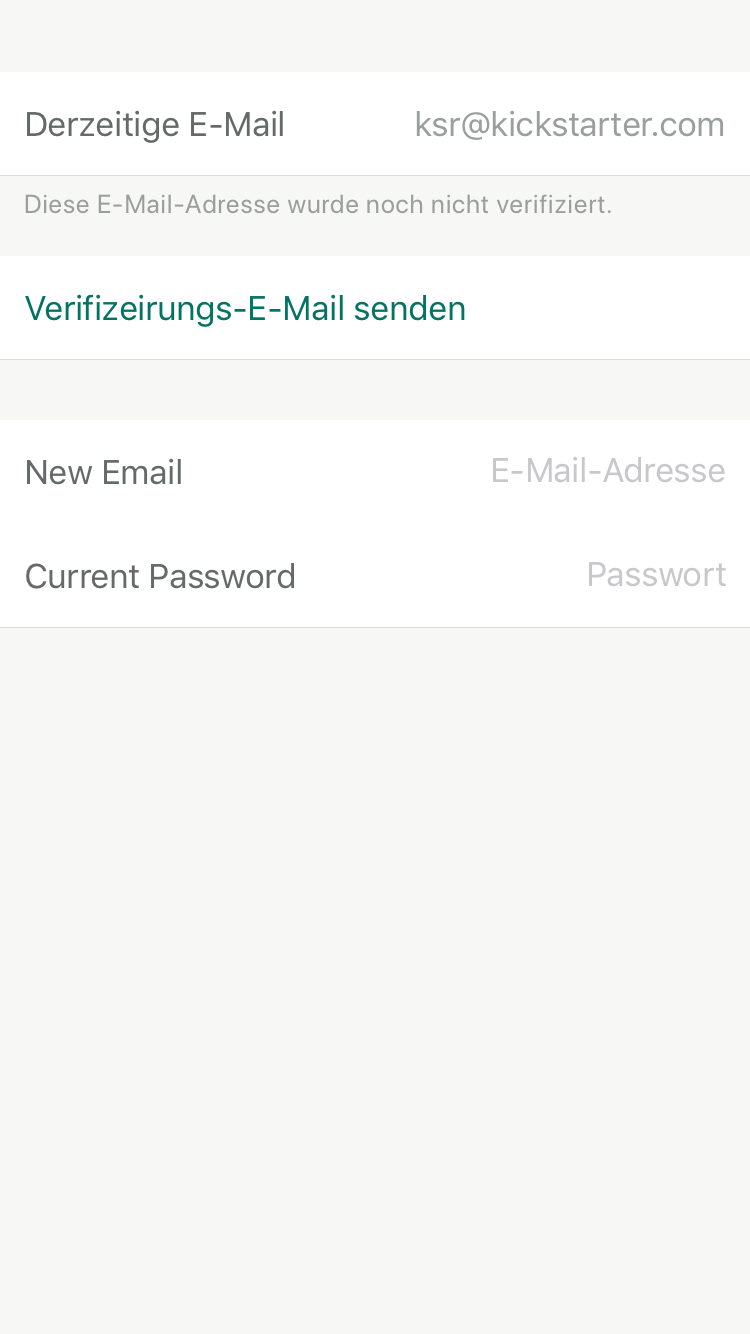 Derzeitige E-Mail ksr@kickstarter.com
Diese E-Mail-Adresse wurde noch nicht verifiziert.
Verifizeirungs-E-Mail senden
New Email E-Mail-Adresse
Current Password Passwort